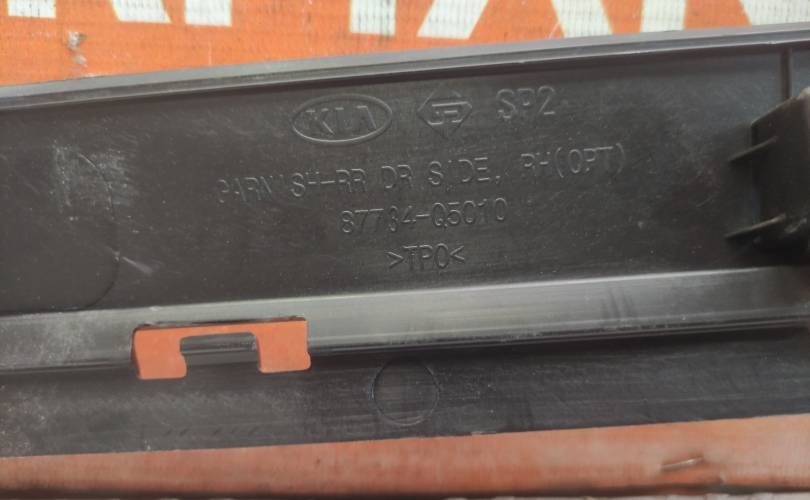 KIA SP2
GARNISH-RR DR SIDE, RH(OPT)
87734-Q5010
>TPO<